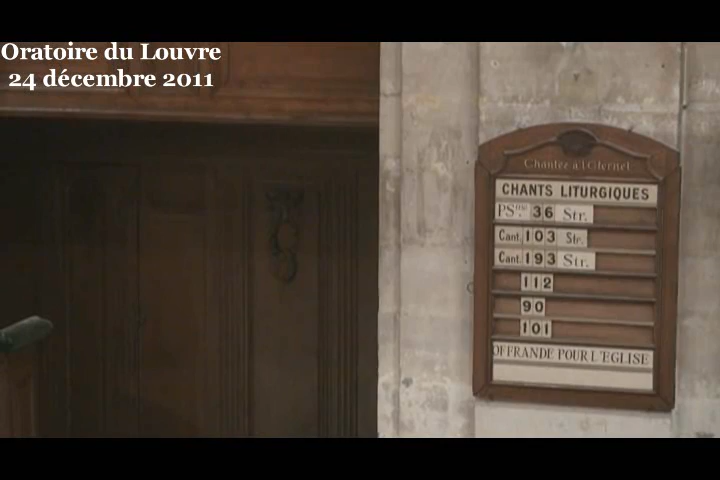 Oratoire du Louvre
24 décembre 2011
Chantez à l'Eternel
CHANTS LITURGIQUES
PSme. 36 Str.
Cant. 103 Str.
Cant. 193 Str.
112
90
101
OFFRANDE POUR L'EGLISE